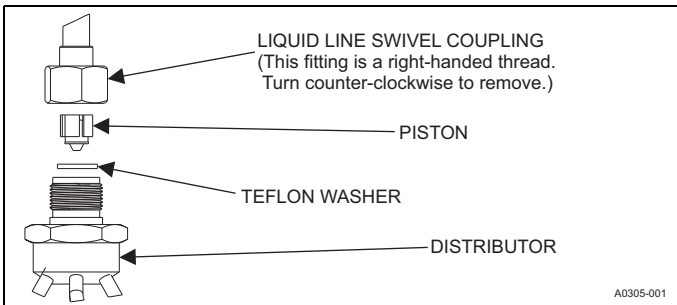 LIQUID LINE SWIVEL COUPLING
(This fitting is a right-handed thread.
Turn counter-clockwise to remove.)
PISTON
TEFLON WASHER
DISTRIBUTOR
A0305-001